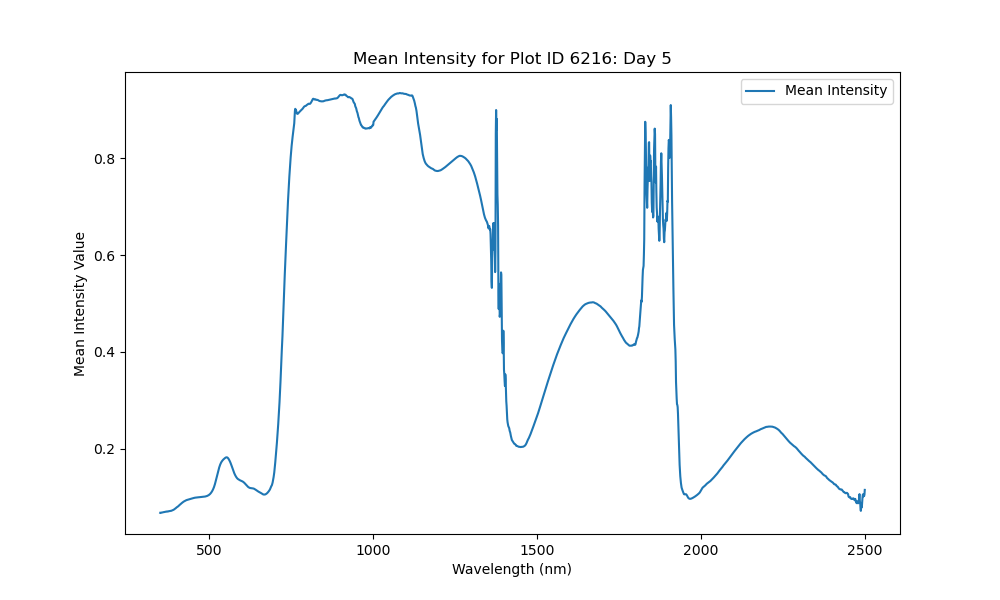 Mean Intensity for Plot ID 6216: Day 5
Mean Intensity
Mean Intensity Value
0.8
0.6
0.4
0.2
500 1000 1500 2000 2500
Wavelength (nm)